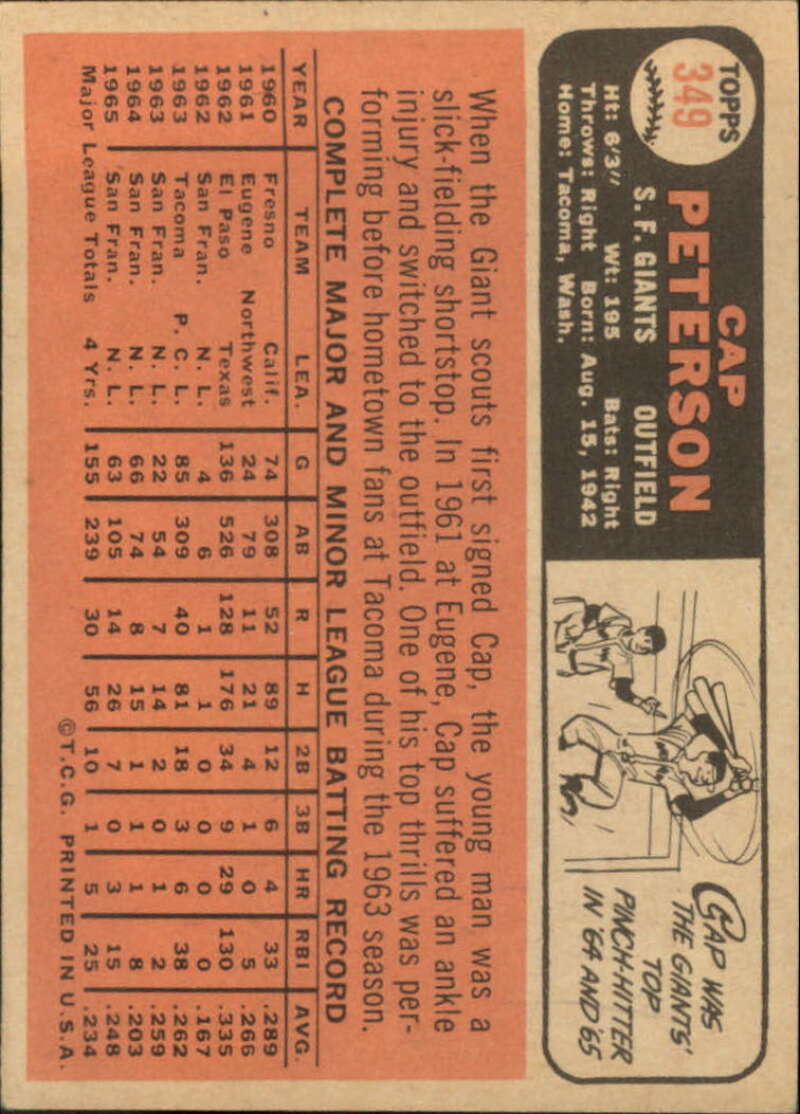 TOPPS
349
CAP
PETERSON
S. F. GIANTS OUTFIELD
Ht: 6'3" Wt: 195 Bats: Right
Throws: Right Born: Aug. 15, 1942
Home: Tacoma, Wash.
CAP WAS
THE GIANTS'
TOP
PINCH-HITTER
IN '64 AND '65
When the Giant scouts first signed Cap, the young man was a
slick-fielding shortstop. In 1961 at Eugene, Cap suffered an ankle
injury and switched to the outfield. One of his top thrills was per-
forming before hometown fans at Tacoma during the 1963 season.
COMPLETE MAJOR AND MINOR LEAGUE BATTING RECORD
YEAR TEAM LEA. G AB R H 2B 3B HR RBI AVG.
1960 Fresno Calif. 74 308 52 89 12 6 4 33 .289
1961 Eugene Northwest 24 79 11 21 4 1 0 5 .266
1962 El Paso Texas 136 526 128 176 34 9 29 130 .335
1962 San Fran. N. L. 4 6 1 1 0 0 0 0 .167
1963 Tacoma P. C. L. 85 309 40 81 18 3 6 38 .262
1963 San Fran. N. L. 22 54 7 14 2 0 1 2 .259
1964 San Fran. N. L. 66 74 8 15 1 1 1 8 .203
1965 San Fran. N. L. 63 105 14 26 7 0 3 15 .248
Major League Totals 4 Yrs. 155 239 30 56 10 1 5 25 .234
©T.C.G. PRINTED IN U.S.A.